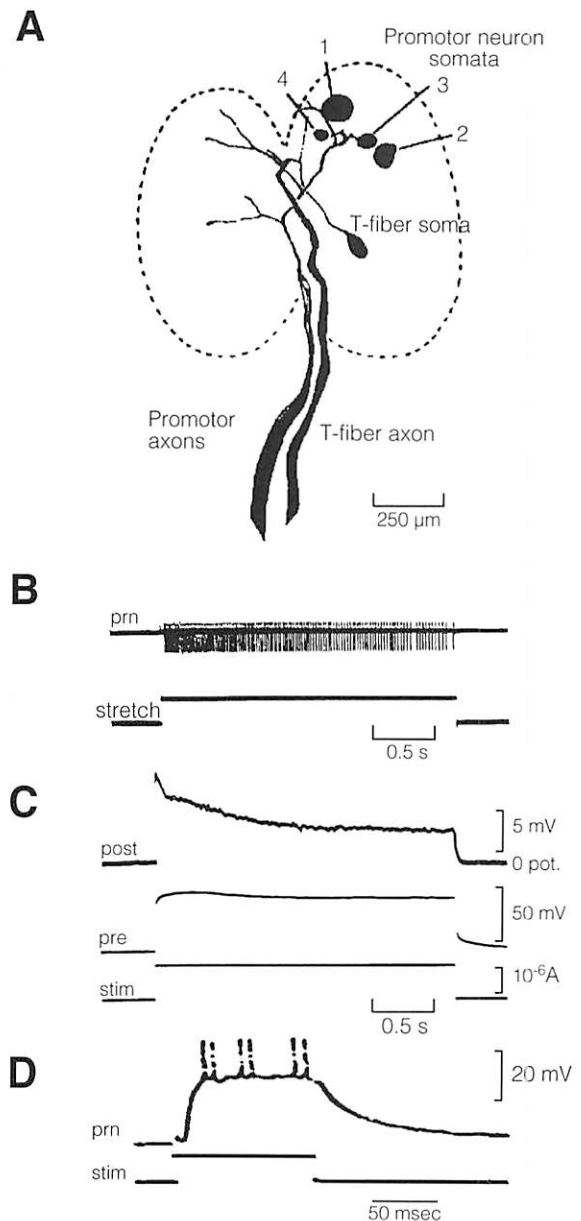 A
1
Promotor neuron
somata
4
3
2
T-fiber soma
Promotor
axons
T-fiber axon
250 µm
B
prn
stretch
0.5 s
C
5 mV
post
0 pot.
50 mV
pre
10⁻⁶A
stim
0.5 s
D
20 mV
prn
stim
50 msec